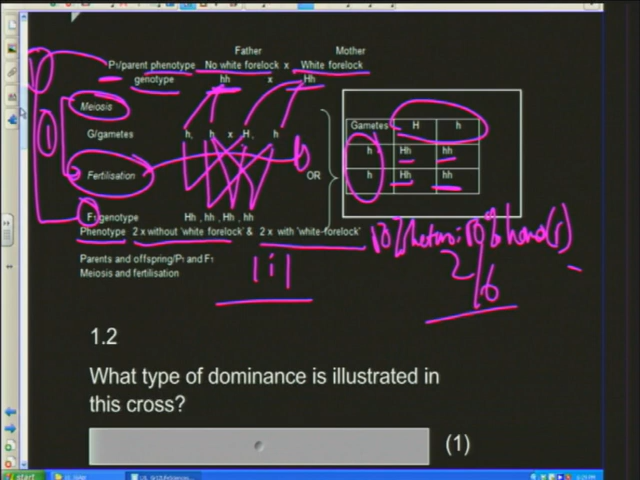 Father Mother
P₁/parent phenotype No white forelock x White forelock
genotype hh x Hh
Meiosis
G/gametes h, h x H, h
Fertilisation
OR
Gametes H h
h Hh hh
h Hh hh
F₁ genotype Hh, hh, Hh, hh
Phenotype 2 x without 'white forelock' & 2 x with 'white-forelock'
Parents and offspring/P₁ and F₁
Meiosis and fertilisation
1
1:1
6
1.2
What type of dominance is illustrated in
this cross?
(1)
start